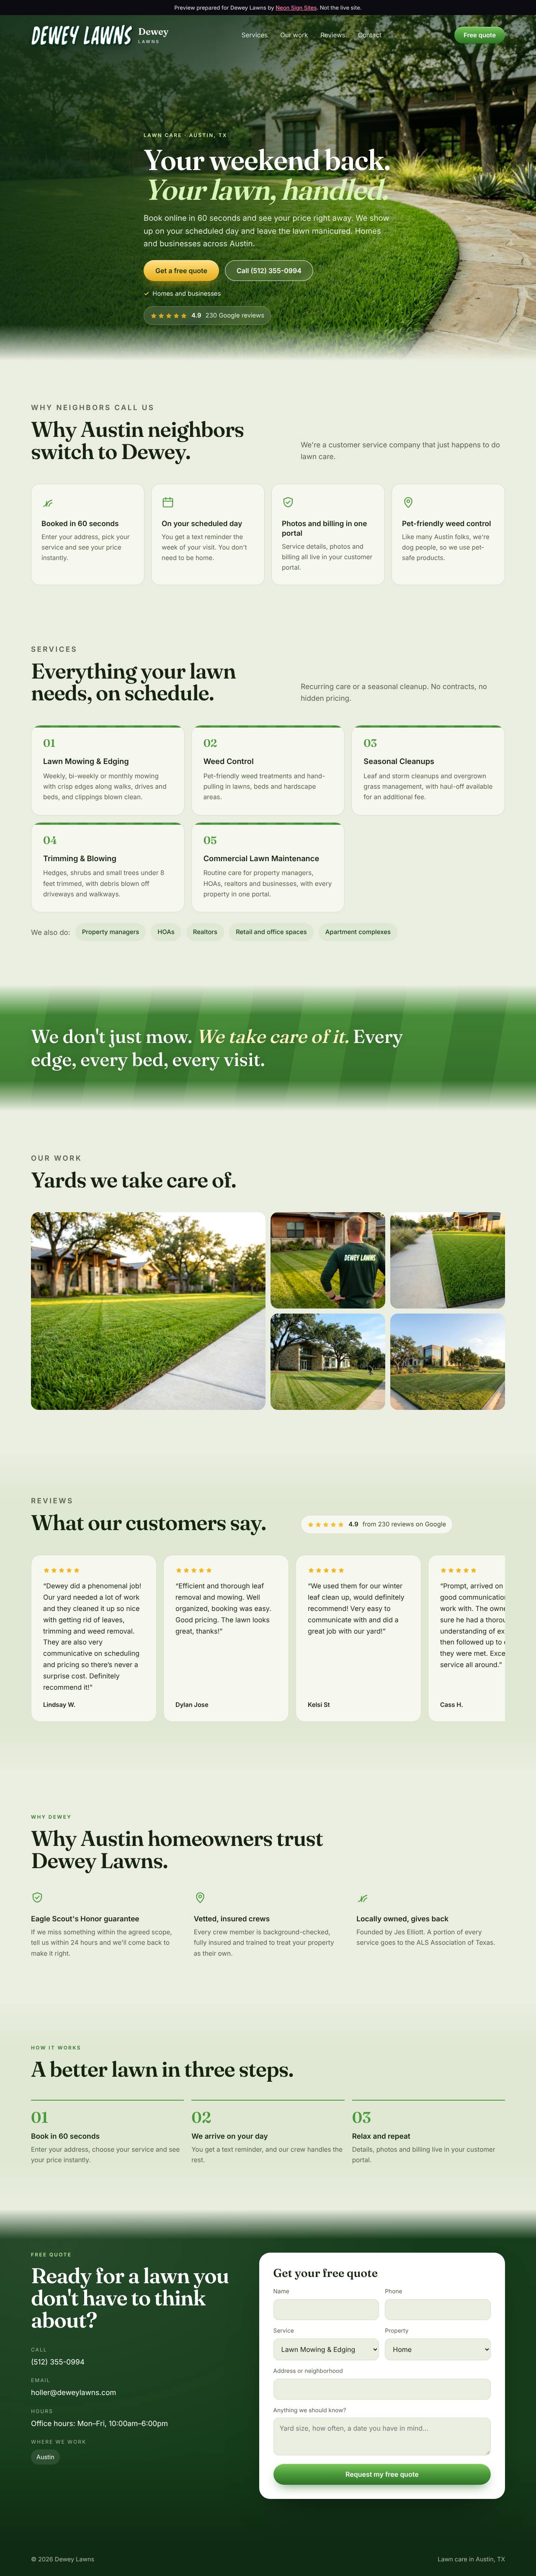 Preview prepared for Dewey Lawns by Neon Sign Sites. Not the live site.
DEWEY LAWNS
Dewey
LAWNS
Services
Our work
Reviews
Contact
Free quote
LAWN CARE · AUSTIN, TX
Your weekend back.
Your lawn, handled.
Book online in 60 seconds and see your price right away. We show
up on your scheduled day and leave the lawn manicured. Homes
and businesses across Austin.
Get a free quote
Call (512) 355-0994
Homes and businesses
4.9 230 Google reviews
WHY NEIGHBORS CALL US
Why Austin neighbors
switch to Dewey.
We're a customer service company that just happens to do
lawn care.
Booked in 60 seconds
Enter your address, pick your
service and see your price
instantly.
On your scheduled day
You get a text reminder the
week of your visit. You don't
need to be home.
Photos and billing in one
portal
Service details, photos and
billing all live in your customer
portal.
Pet-friendly weed control
Like many Austin folks, we're
dog people, so we use pet-
safe products.
SERVICES
Everything your lawn
needs, on schedule.
Recurring care or a seasonal cleanup. No contracts, no
hidden pricing.
01
Lawn Mowing & Edging
Weekly, bi-weekly or monthly mowing
with crisp edges along walks, drives and
beds, and clippings blown clean.
02
Weed Control
Pet-friendly weed treatments and hand-
pulling in lawns, beds and hardscape
areas.
03
Seasonal Cleanups
Leaf and storm cleanups and overgrown
grass management, with haul-off available
for an additional fee.
04
Trimming & Blowing
Hedges, shrubs and small trees under 8
feet trimmed, with debris blown off
driveways and walkways.
05
Commercial Lawn Maintenance
Routine care for property managers,
HOAs, realtors and businesses, with every
property in one portal.
We also do:
Property managers
HOAs
Realtors
Retail and office spaces
Apartment complexes
We don't just mow. We take care of it. Every
edge, every bed, every visit.
OUR WORK
Yards we take care of.
DEWEY LAWNS
REVIEWS
What our customers say.
4.9 from 230 reviews on Google
"Dewey did a phenomenal job!
Our yard needed a lot of work
and they cleaned it up so nice
with getting rid of leaves,
trimming and weed removal.
They are also very
communicative on scheduling
and pricing so there's never a
surprise cost. Definitely
recommend it!"
Lindsay W.
"Efficient and thorough leaf
removal and mowing. Well
organized, booking was easy.
Good pricing. The lawn looks
great, thanks!"
Dylan Jose
"We used them for our winter
leaf clean up, would definitely
recommend! Very easy to
communicate with and did a
great job with our yard!"
Kelsi St
"Prompt, arrived on
good communication
work with. The owne
sure he had a thorou
understanding of ex
then followed up to
they were met. Exce
service all around."
Cass H.
WHY DEWEY
Why Austin homeowners trust
Dewey Lawns.
Eagle Scout's Honor guarantee
If we miss something within the agreed scope,
tell us within 24 hours and we'll come back to
make it right.
Vetted, insured crews
Every crew member is background-checked,
fully insured and trained to treat your property
as their own.
Locally owned, gives back
Founded by Jes Elliott. A portion of every
service goes to the ALS Association of Texas.
HOW IT WORKS
A better lawn in three steps.
01
Book in 60 seconds
Enter your address, choose your service and see
your price instantly.
02
We arrive on your day
You get a text reminder, and our crew handles the
rest.
03
Relax and repeat
Details, photos and billing live in your customer
portal.
FREE QUOTE
Ready for a lawn you
don't have to think
about?
CALL
(512) 355-0994
EMAIL
holler@deweylawns.com
HOURS
Office hours: Mon–Fri, 10:00am–6:00pm
WHERE WE WORK
Austin
Get your free quote
Name
Phone
Service
Property
Lawn Mowing & Edging
Home
Address or neighborhood
Anything we should know?
Yard size, how often, a date you have in mind...
Request my free quote
© 2026 Dewey Lawns
Lawn care in Austin, TX